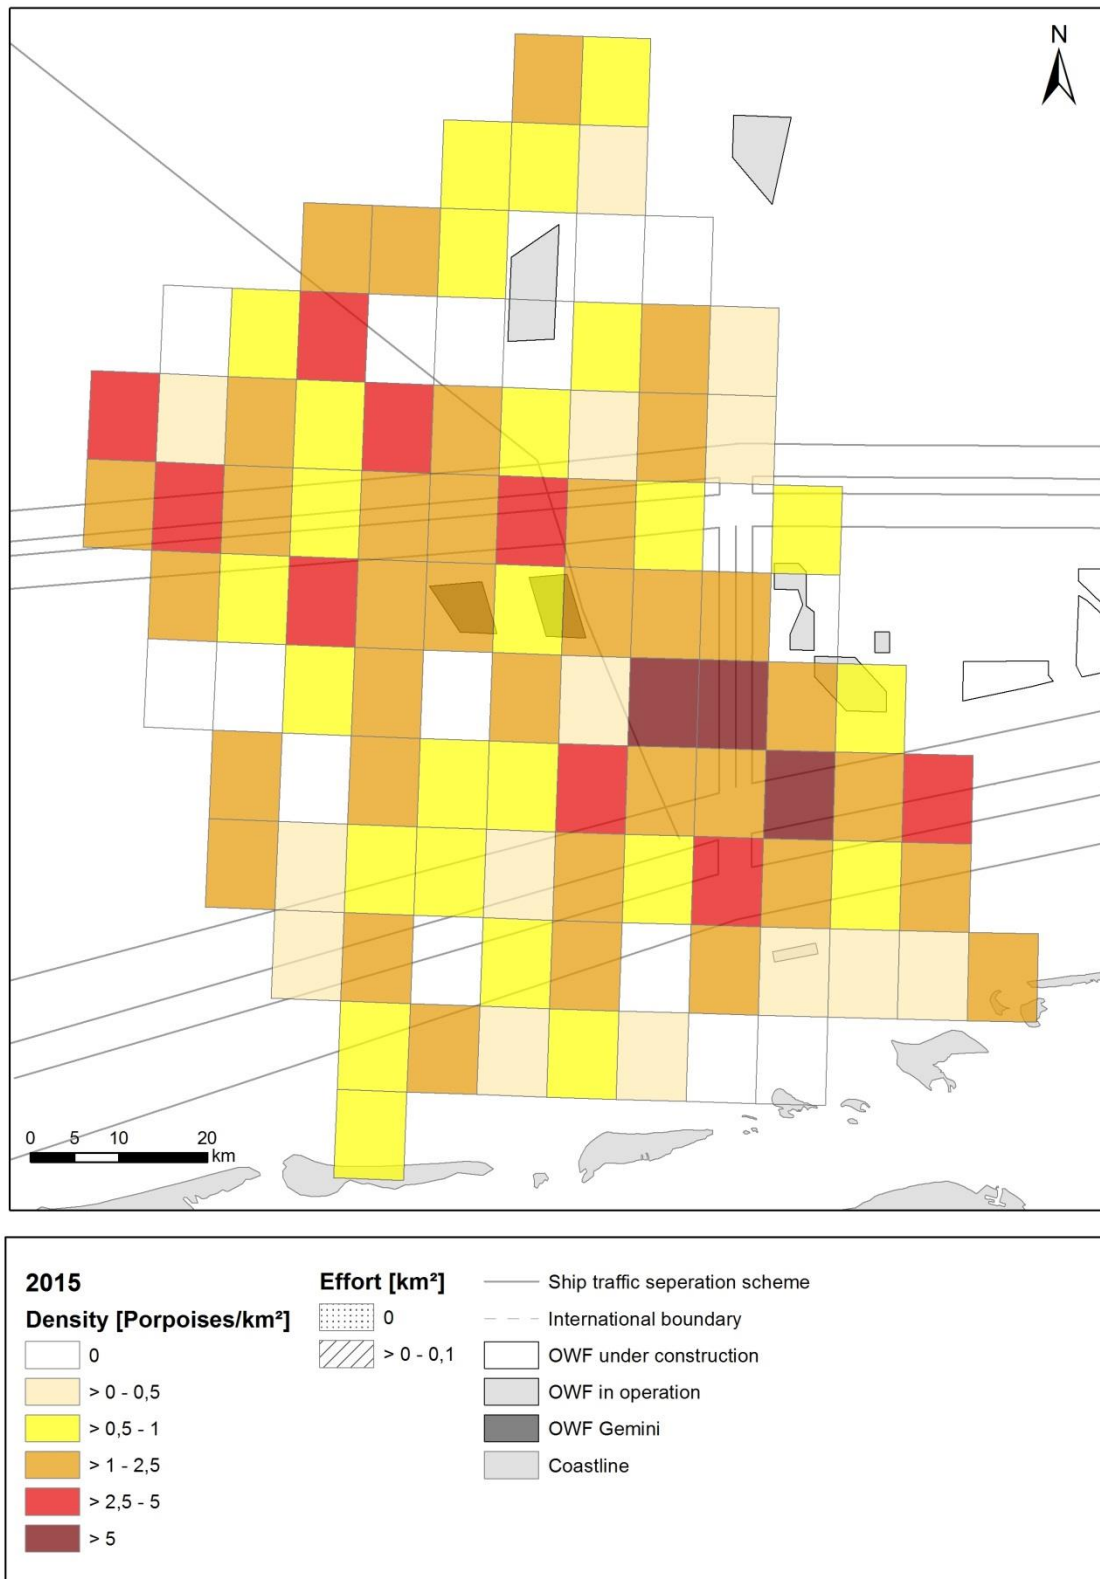 N
0 5 10 20
km
2015
Density [Porpoises/km²]
0
> 0 - 0,5
> 0,5 - 1
> 1 - 2,5
> 2,5 - 5
> 5
Effort [km²]
0
> 0 - 0,1
Ship traffic seperation scheme
International boundary
OWF under construction
OWF in operation
OWF Gemini
Coastline